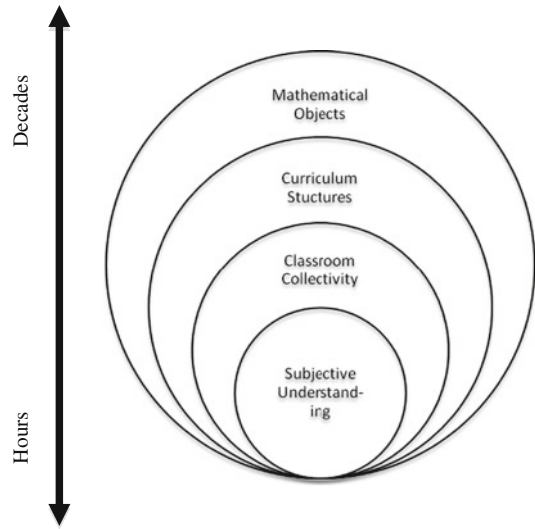 Decades
Mathematical
Objects
Curriculum
Stuctures
Classroom
Collectivity
Subjective
Understand-
ing
Hours